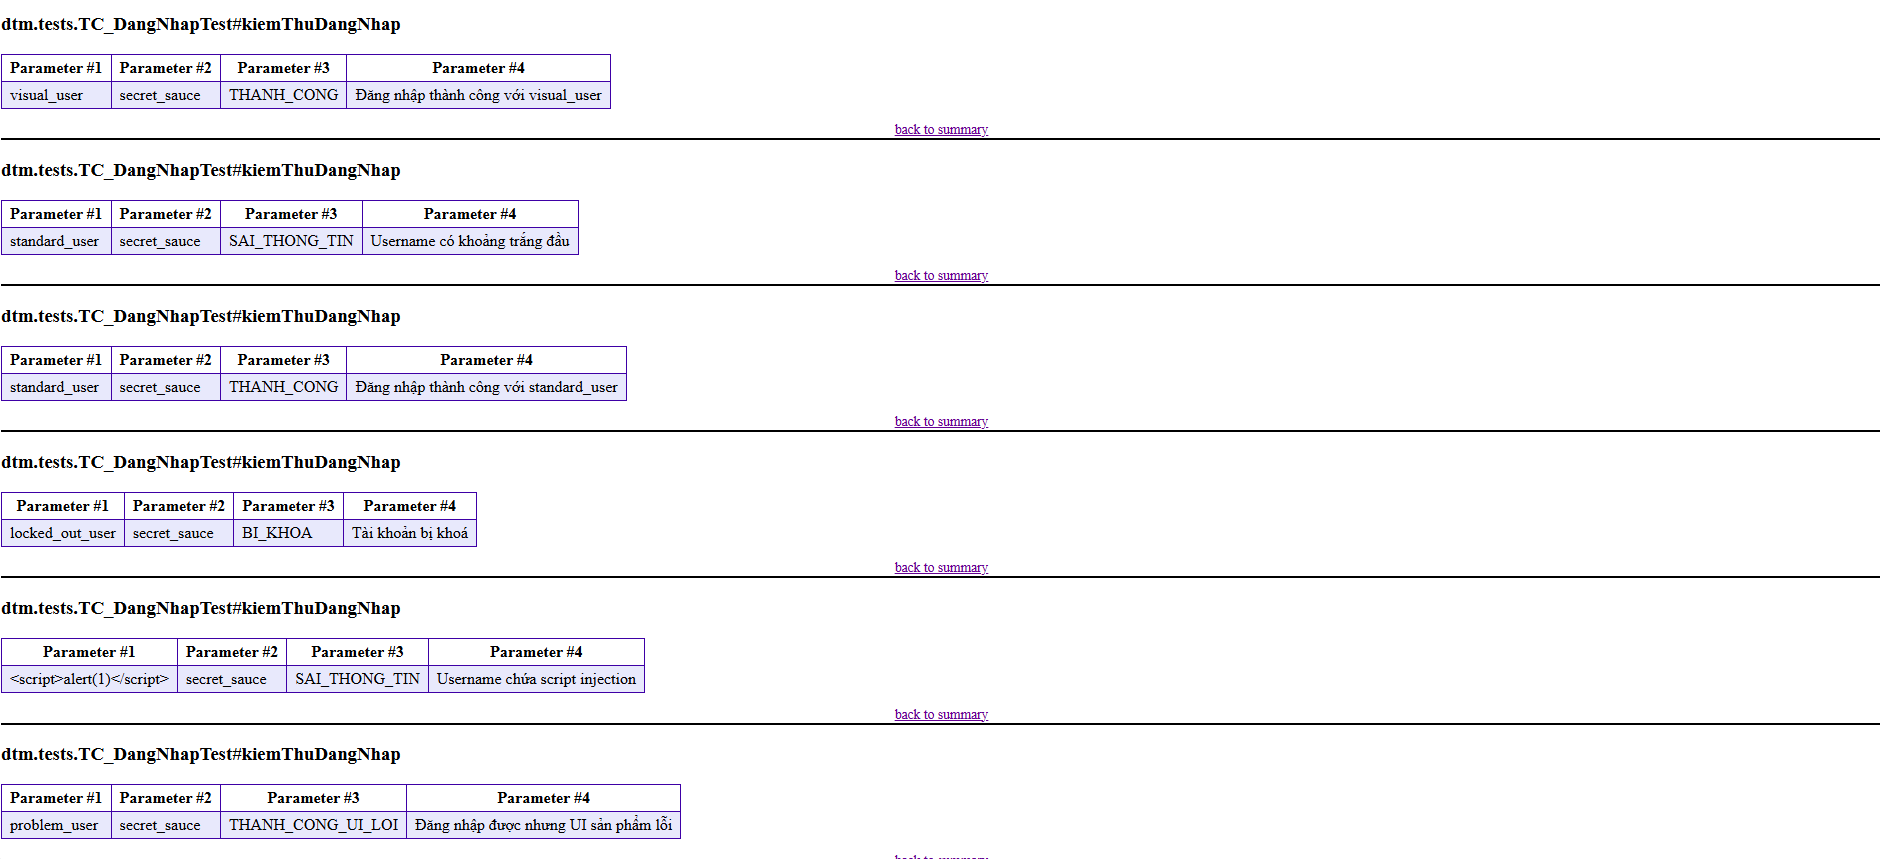 dtm.tests.TC_DangNhapTest#kiemThuDangNhap
Parameter #1 Parameter #2 Parameter #3 Parameter #4
visual_user secret_sauce THANH_CONG Đăng nhập thành công với visual_user
back to summary
dtm.tests.TC_DangNhapTest#kiemThuDangNhap
Parameter #1 Parameter #2 Parameter #3 Parameter #4
standard_user secret_sauce SAI_THONG_TIN Username có khoảng trắng đầu
back to summary
dtm.tests.TC_DangNhapTest#kiemThuDangNhap
Parameter #1 Parameter #2 Parameter #3 Parameter #4
standard_user secret_sauce THANH_CONG Đăng nhập thành công với standard_user
back to summary
dtm.tests.TC_DangNhapTest#kiemThuDangNhap
Parameter #1 Parameter #2 Parameter #3 Parameter #4
locked_out_user secret_sauce BI_KHOA Tài khoản bị khoá
back to summary
dtm.tests.TC_DangNhapTest#kiemThuDangNhap
Parameter #1 Parameter #2 Parameter #3 Parameter #4
<script>alert(1)</script> secret_sauce SAI_THONG_TIN Username chứa script injection
back to summary
dtm.tests.TC_DangNhapTest#kiemThuDangNhap
Parameter #1 Parameter #2 Parameter #3 Parameter #4
problem_user secret_sauce THANH_CONG_UI_LOI Đăng nhập được nhưng UI sản phẩm lỗi
back to summary